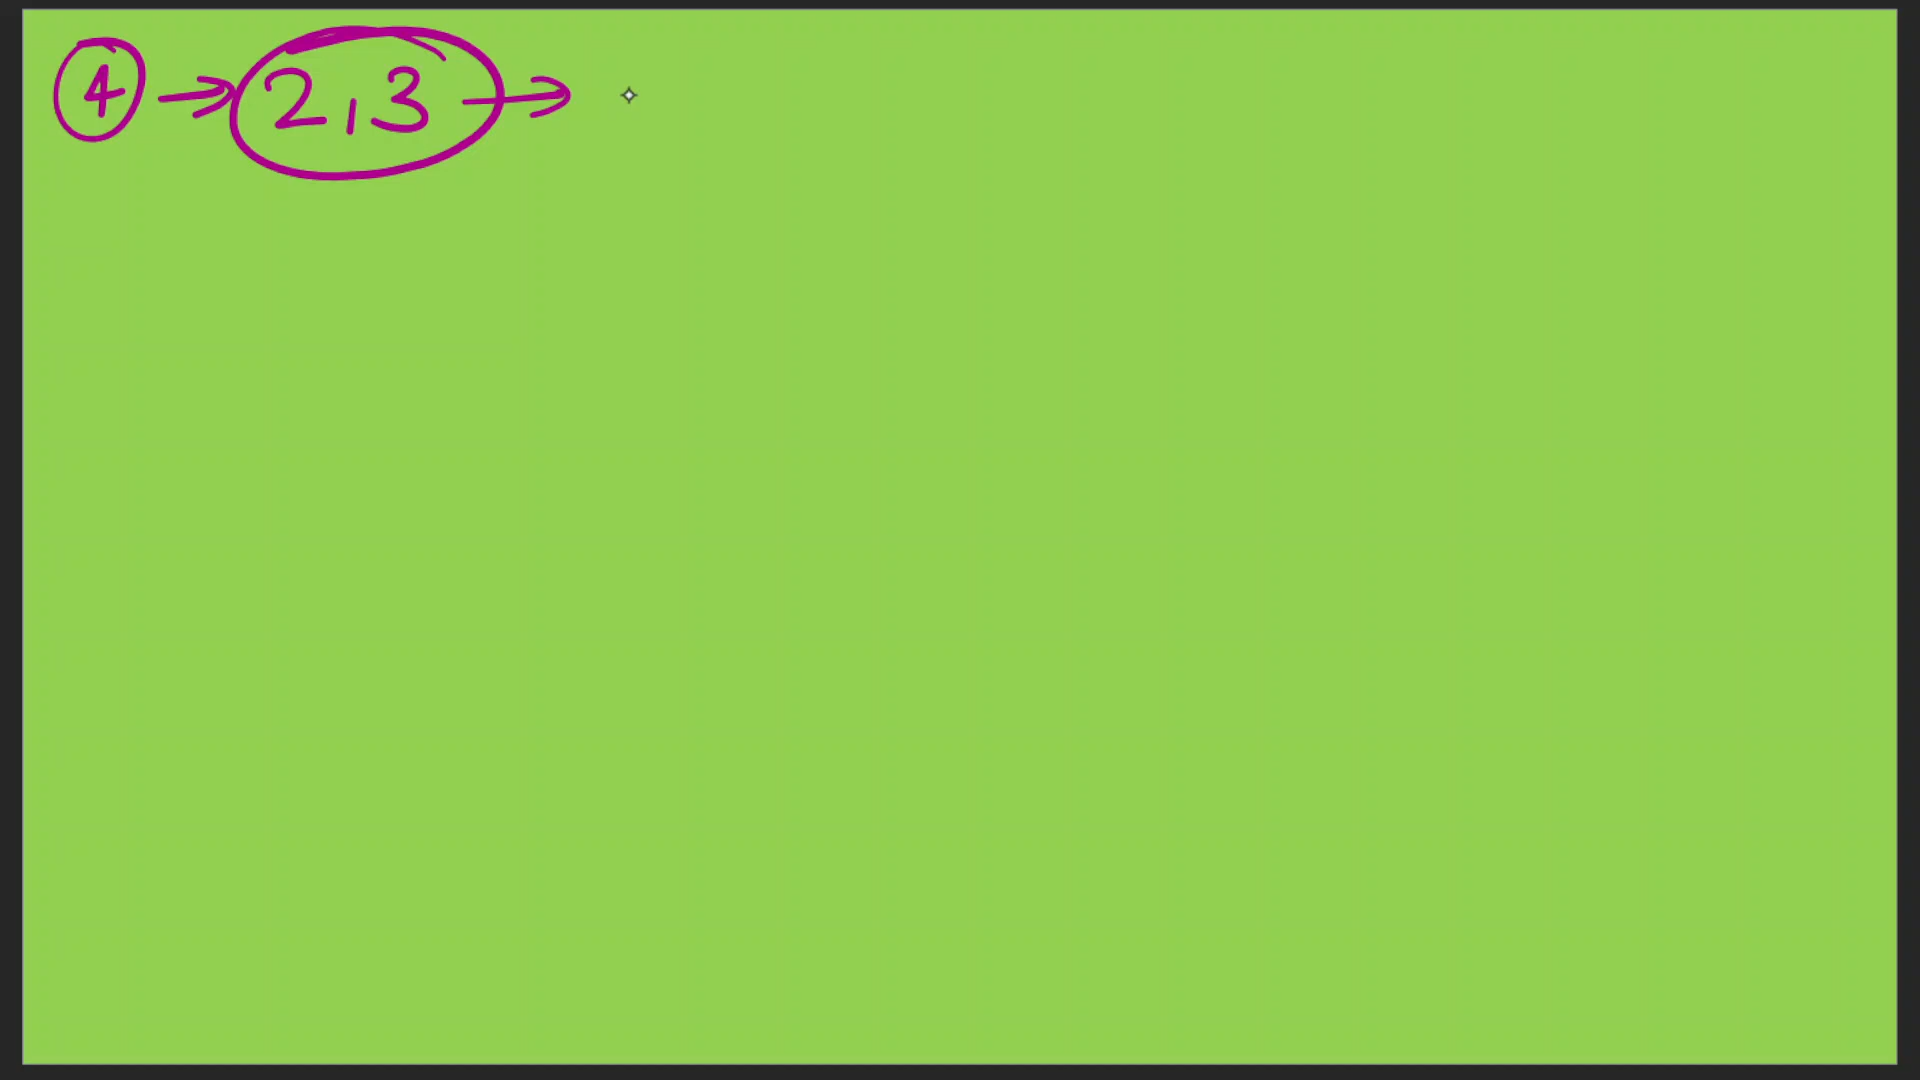 4 → 2,3 →